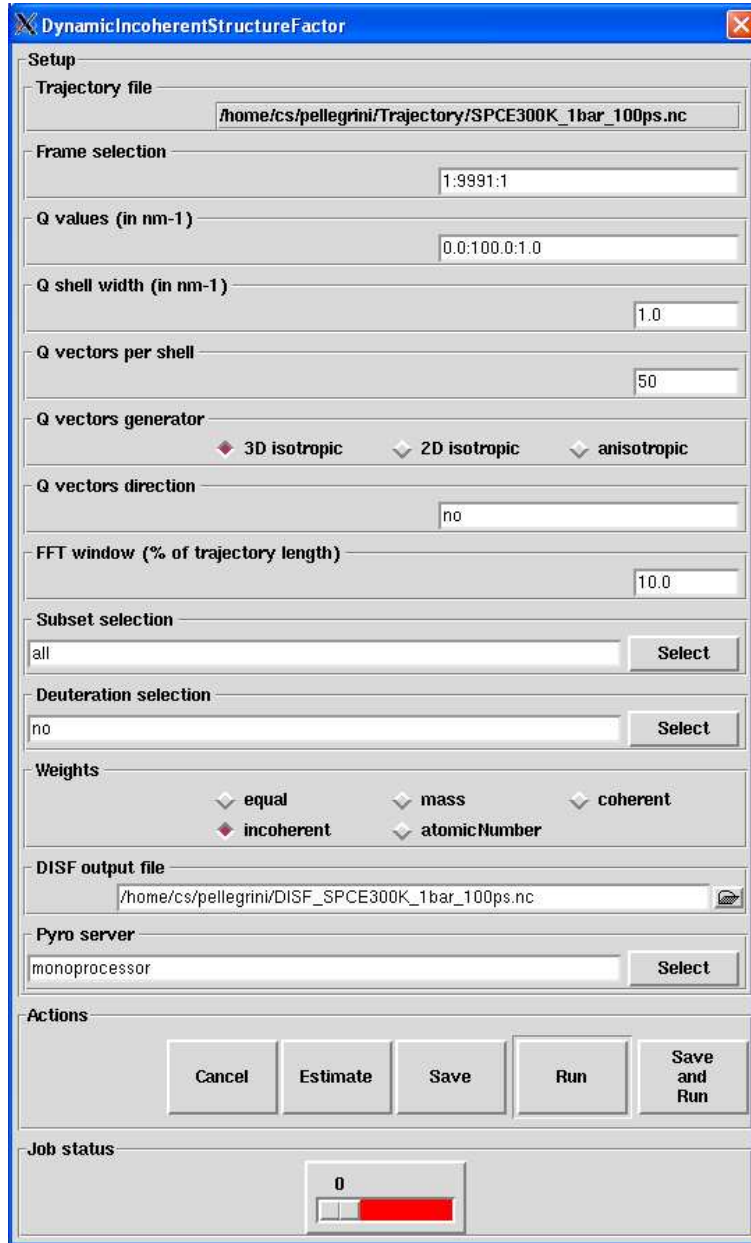 DynamicIncoherentStructureFactor
Setup
Trajectory file
/home/cs/pellegrini/Trajectory/SPCE300K_1bar_100ps.nc
Frame selection
1:9991:1
Q values (in nm-1)
0.0:100.0:1.0
Q shell width (in nm-1)
1.0
Q vectors per shell
50
Q vectors generator
3D isotropic 2D isotropic anisotropic
Q vectors direction
no
FFT window (% of trajectory length)
10.0
Subset selection
all Select
Deuteration selection
no Select
Weights
equal mass coherent
incoherent atomicNumber
DISF output file
/home/cs/pellegrini/DISF_SPCE300K_1bar_100ps.nc
Pyro server
monoprocessor Select
Actions
Cancel Estimate Save Run Save and Run
Job status
0